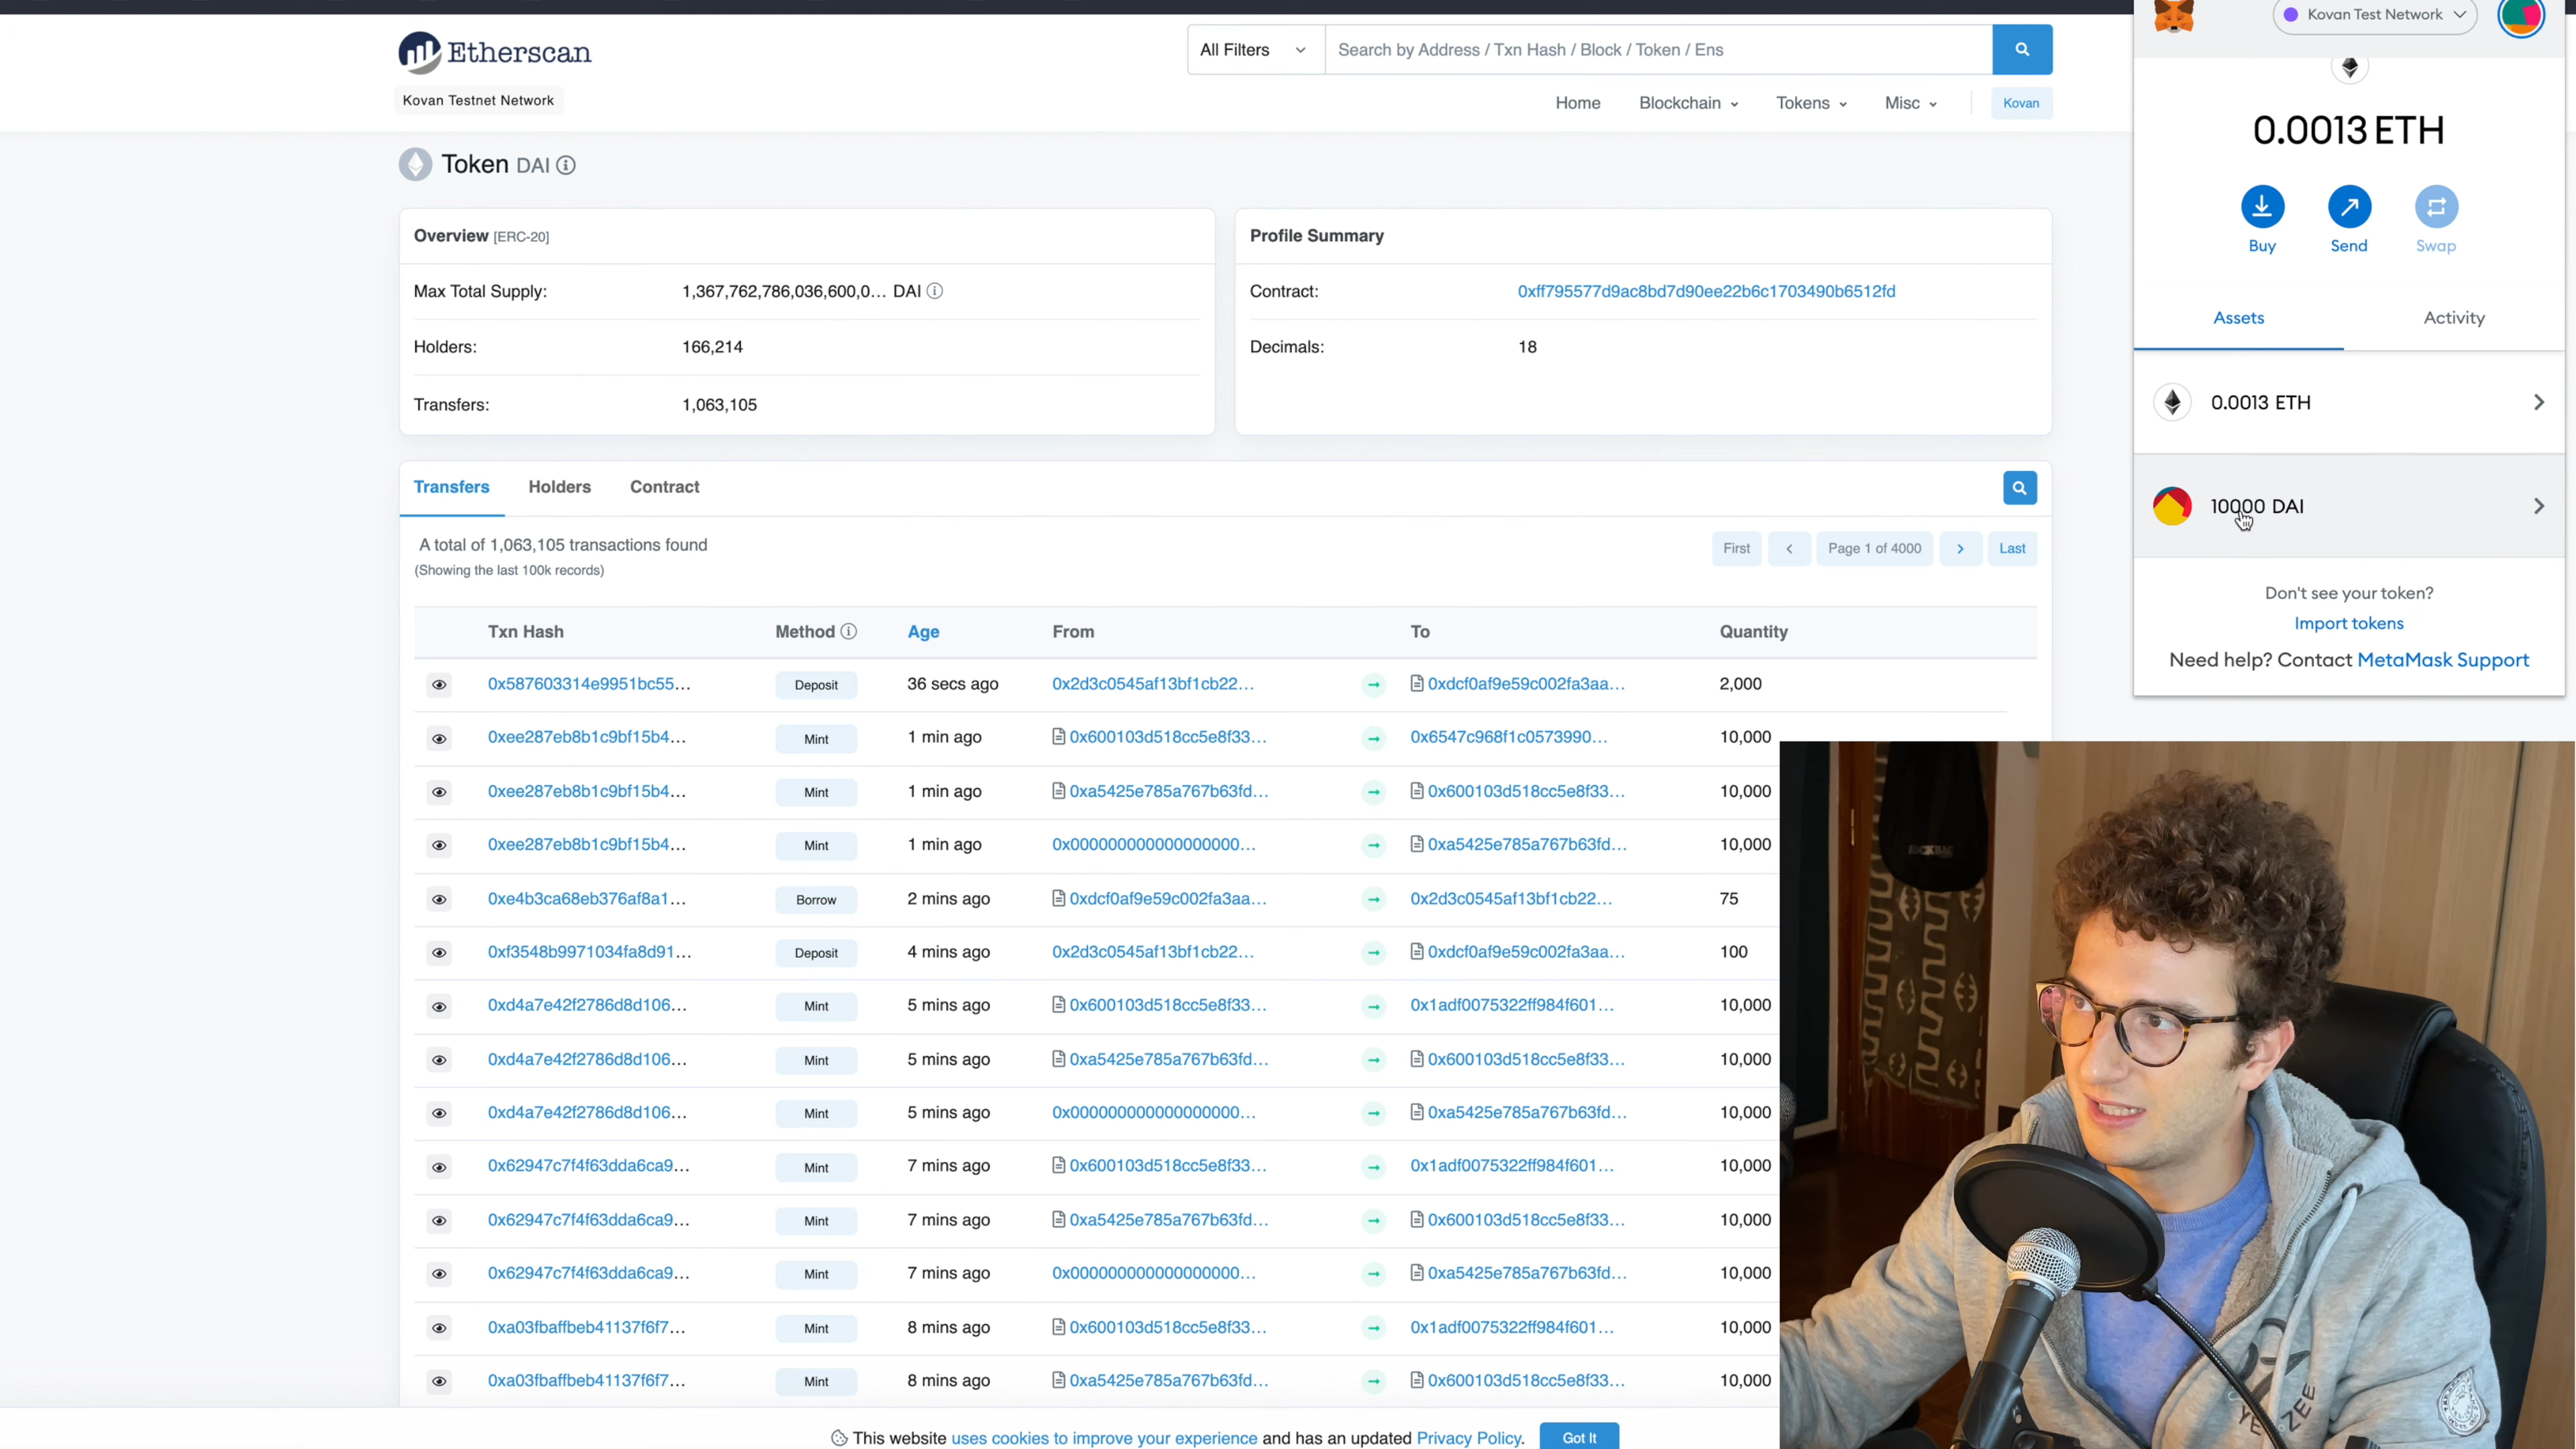 Etherscan
All Filters
Search by Address / Txn Hash / Block / Token / Ens
Kovan Testnet Network
Home Blockchain Tokens Misc Kovan
Token DAI
Overview [ERC-20]
Max Total Supply: 1,367,762,786,036,600,0... DAI
Holders: 166,214
Transfers: 1,063,105
Profile Summary
Contract: 0xff795577d9ac8bd7d90ee22b6c1703490b6512fd
Decimals: 18
Transfers Holders Contract
A total of 1,063,105 transactions found
(Showing the last 100k records)
First Page 1 of 4000 Last
Txn Hash Method Age From To Quantity
0x587603314e9951bc55... Deposit 36 secs ago 0x2d3c0545af13bf1cb22... 0xdcf0af9e59c002fa3aa... 2,000
0xee287eb8b1c9bf15b4... Mint 1 min ago 0x600103d518cc5e8f33... 0x6547c968f1c0573990... 10,000
0xee287eb8b1c9bf15b4... Mint 1 min ago 0xa5425e785a767b63fd... 0x600103d518cc5e8f33... 10,000
0xee287eb8b1c9bf15b4... Mint 1 min ago 0x000000000000000000... 0xa5425e785a767b63fd... 10,000
0xe4b3ca68eb376af8a1... Borrow 2 mins ago 0xdcf0af9e59c002fa3aa... 0x2d3c0545af13bf1cb22... 75
0xf3548b9971034fa8d91... Deposit 4 mins ago 0x2d3c0545af13bf1cb22... 0xdcf0af9e59c002fa3aa... 100
0xd4a7e42f2786d8d106... Mint 5 mins ago 0x600103d518cc5e8f33... 0x1adf0075322ff984f601... 10,000
0xd4a7e42f2786d8d106... Mint 5 mins ago 0xa5425e785a767b63fd... 0x600103d518cc5e8f33... 10,000
0xd4a7e42f2786d8d106... Mint 5 mins ago 0x000000000000000000... 0xa5425e785a767b63fd... 10,000
0x62947c7f4f63dda6ca9... Mint 7 mins ago 0x600103d518cc5e8f33... 0x1adf0075322ff984f601... 10,000
0x62947c7f4f63dda6ca9... Mint 7 mins ago 0xa5425e785a767b63fd... 0x600103d518cc5e8f33... 10,000
0x62947c7f4f63dda6ca9... Mint 7 mins ago 0x000000000000000000... 0xa5425e785a767b63fd... 10,000
0xa03fbaffbeb41137f6f7... Mint 8 mins ago 0x600103d518cc5e8f33... 0x1adf0075322ff984f601... 10,000
0xa03fbaffbeb41137f6f7... Mint 8 mins ago 0xa5425e785a767b63fd... 0x600103d518cc5e8f33... 10,000
This website uses cookies to improve your experience and has an updated Privacy Policy. Got It
Kovan Test Network
0.0013 ETH
Buy Send Swap
Assets Activity
0.0013 ETH
10000 DAI
Don't see your token?
Import tokens
Need help? Contact MetaMask Support